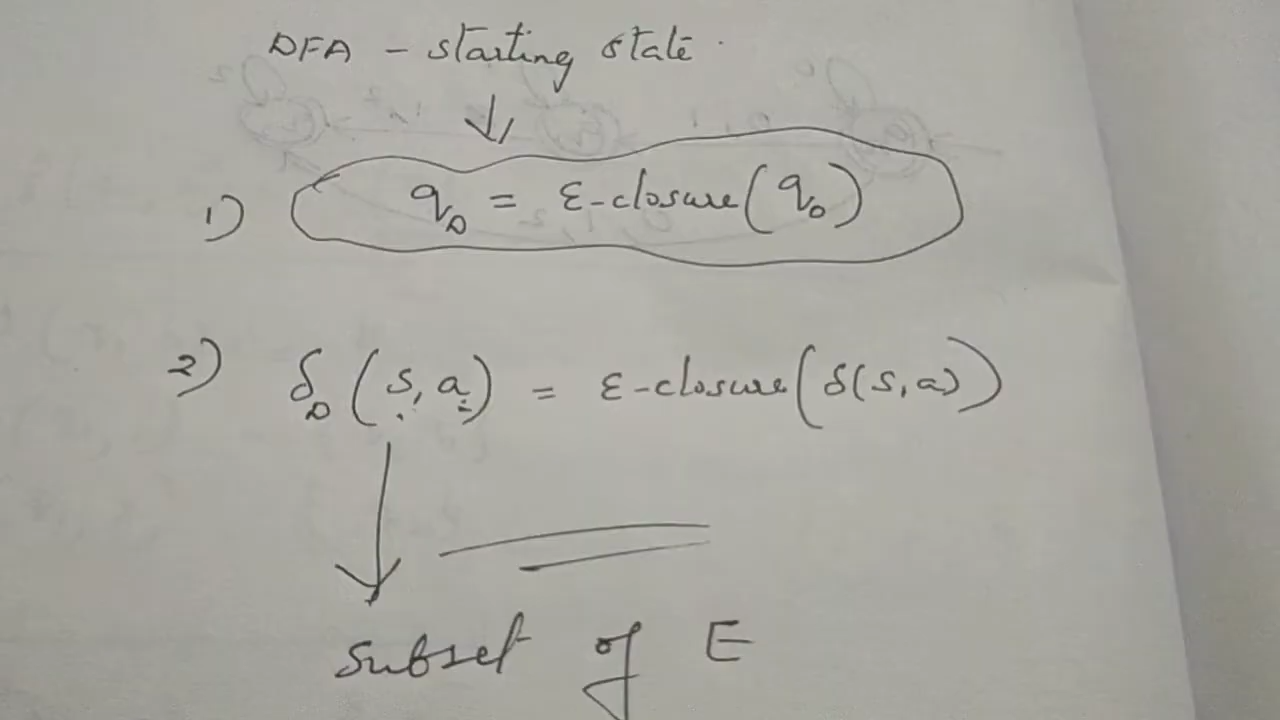 DFA - starting state.
1) q_D = ε-closure(q_0)
2) δ_D(s, a) = ε-closure(δ(s, a))
subset of E